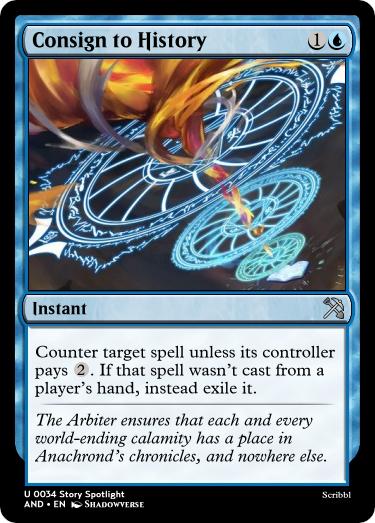 Consign to History 1
Instant
Counter target spell unless its controller
pays 2. If that spell wasn't cast from a
player's hand, instead exile it.
The Arbiter ensures that each and every
world-ending calamity has a place in
Anachrond's chronicles, and nowhere else.
U 0034 Story Spotlight
AND • EN SHADOWVERSE
Scribbl